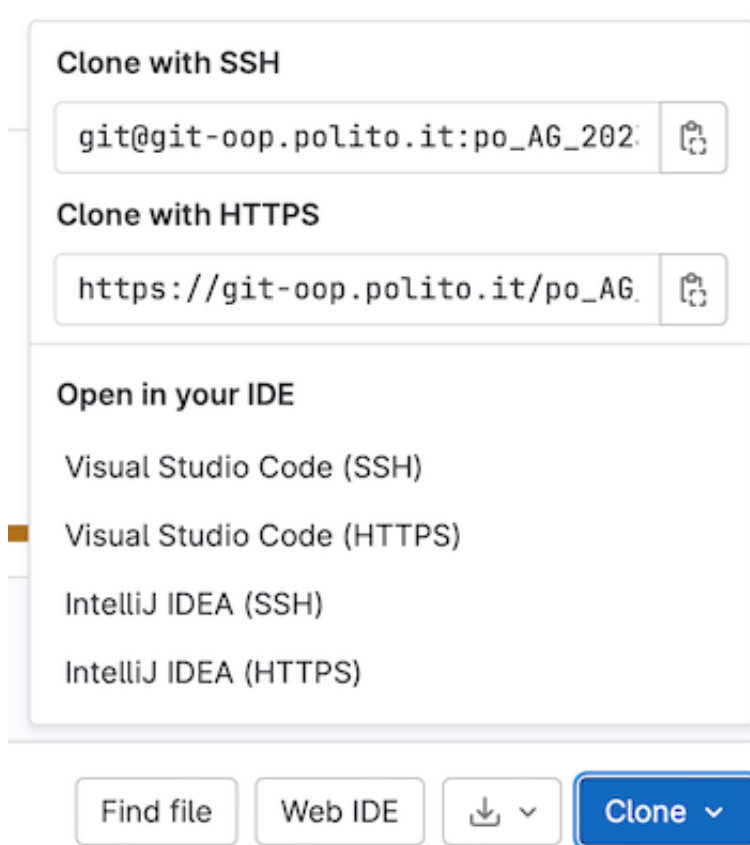 Clone with SSH
git@git-oop.polito.it:po_AG_202
Clone with HTTPS
https://git-oop.polito.it/po_AG_
Open in your IDE
Visual Studio Code (SSH)
Visual Studio Code (HTTPS)
IntelliJ IDEA (SSH)
IntelliJ IDEA (HTTPS)
Find file Web IDE Clone